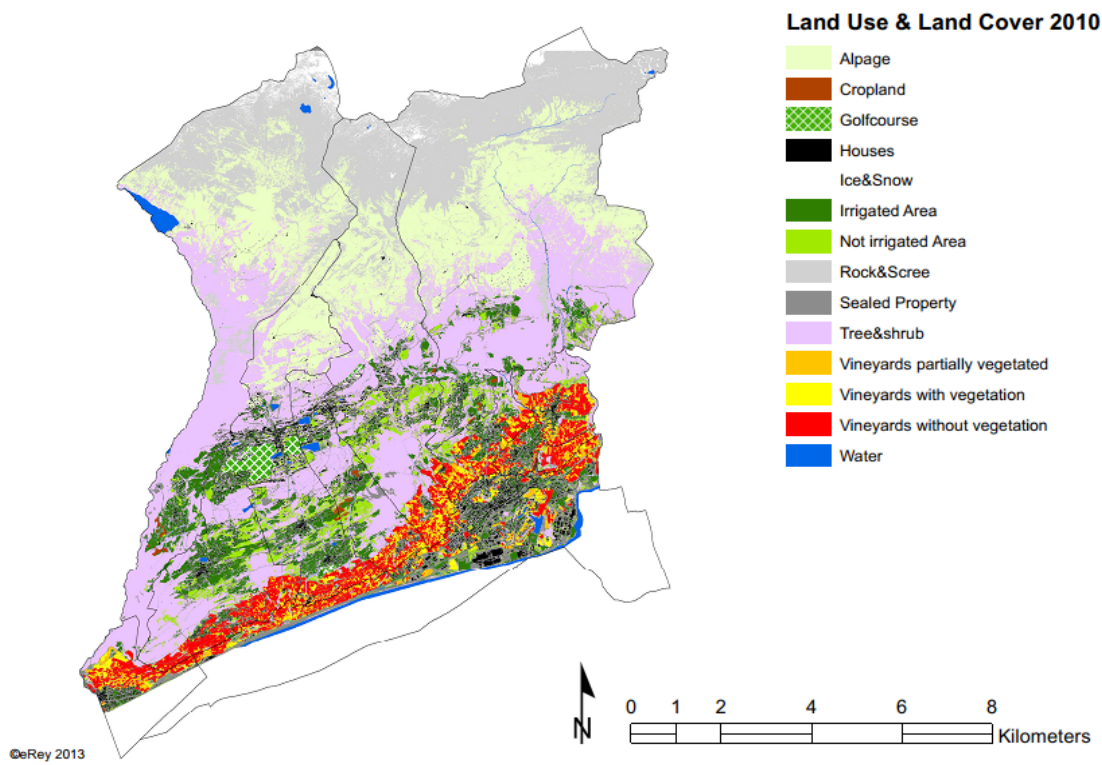 Land Use & Land Cover 2010
Alpage
Cropland
Golfcourse
Houses
Ice&Snow
Irrigated Area
Not irrigated Area
Rock&Scree
Sealed Property
Tree&shrub
Vineyards partially vegetated
Vineyards with vegetation
Vineyards without vegetation
Water
N
0 1 2 4 6 8
Kilometers
©eRey 2013